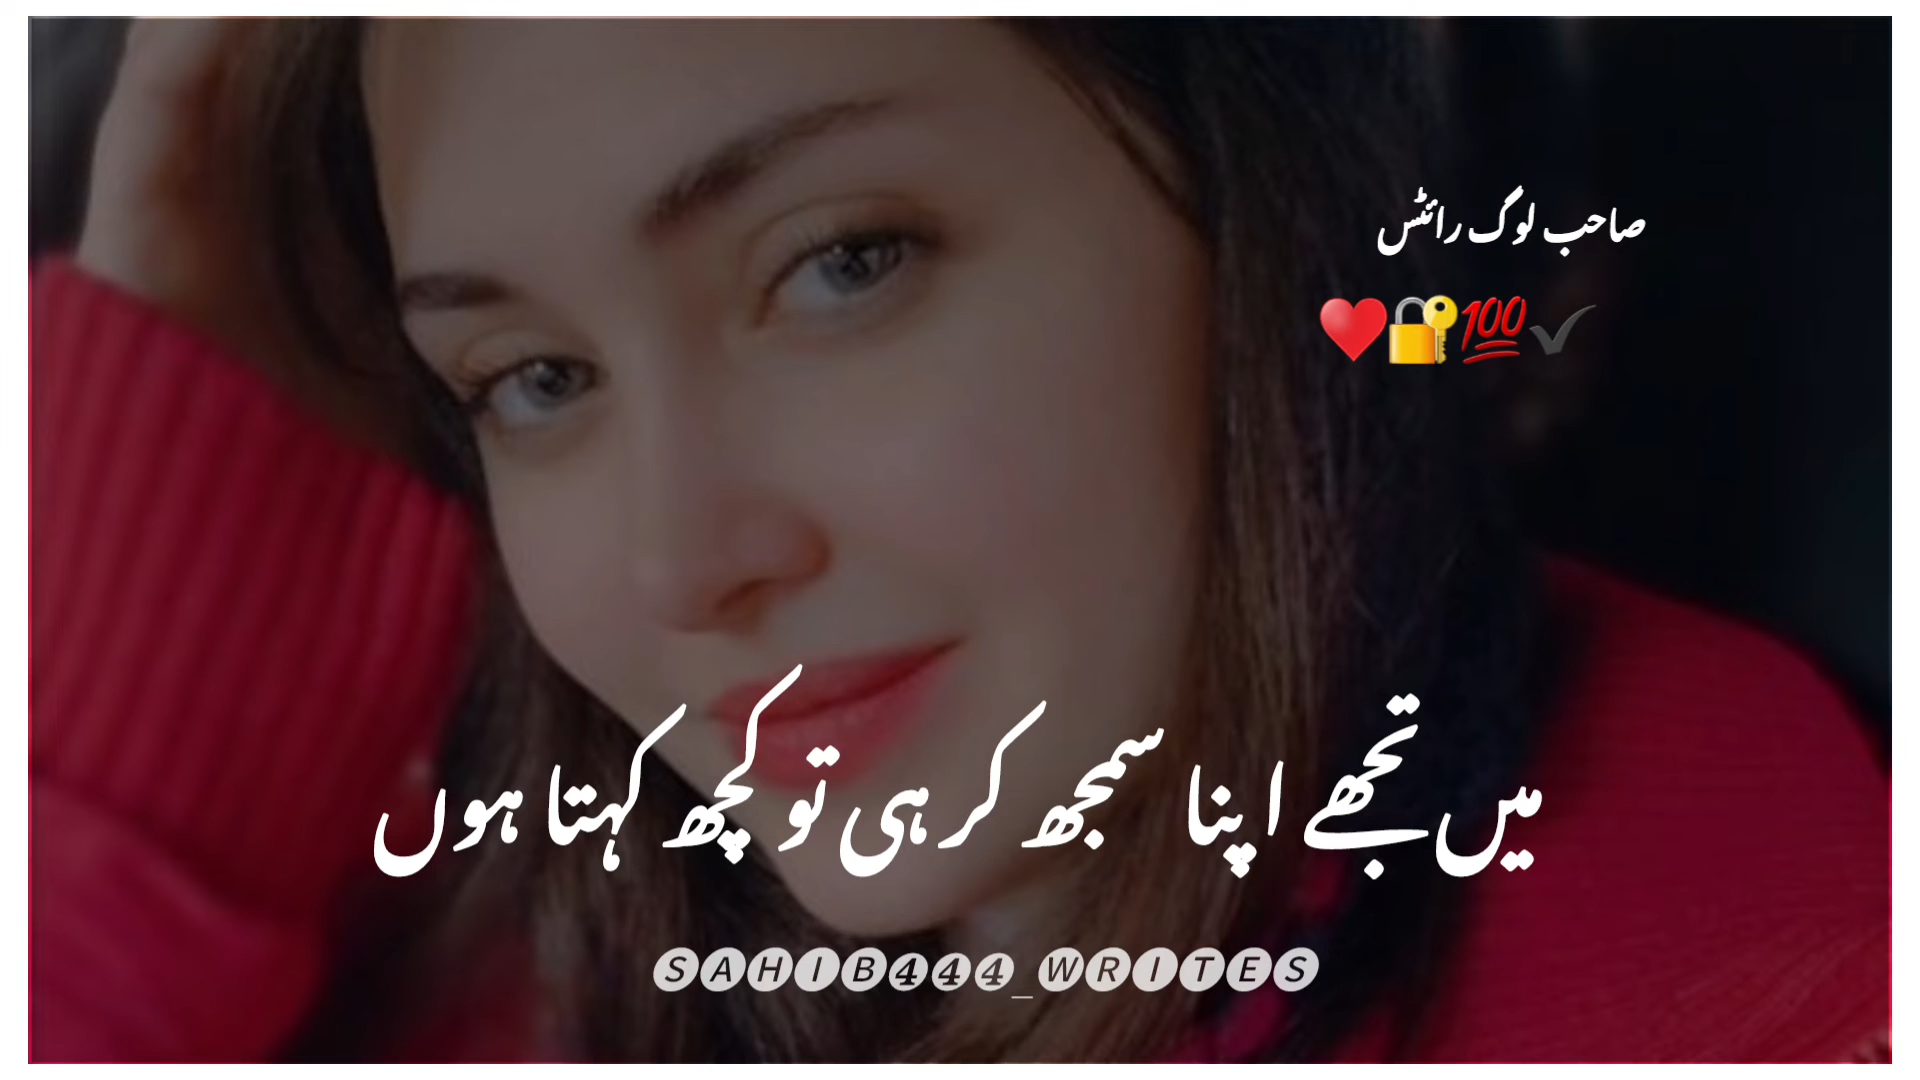 صاحب لوگ رائٹس
♥️🔐💯✔
میں تجھے اپنا سمجھ کر ہی تو کچھ کہتا ہوں
SAHIB444_WRITES